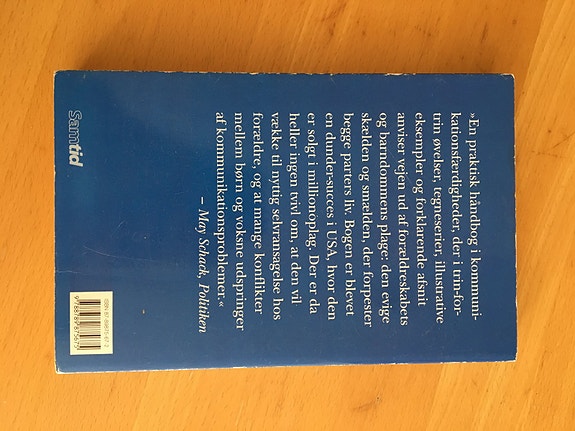 »En praktisk håndbog i kommuni-
kationsfærdigheder, der i trin-for-
trin øvelser, tegneserier, illustrative
eksempler og forklarende afsnit
anviser vejen ud af forældreskabets
og barndommens plage: den evige
skælden og smælden, der forpester
begge parters liv. Bogen er blevet
en dundersucces i USA, hvor den
er solgt i millionoplag. Der er da
heller ingen tvivl om, at den vil
vække til nyttig selvransagelse hos
forældre, og at mange konflikter
mellem børn og voksne udspringer
af kommunikationsproblemer.«
– May Schack, Politiken
Samtid